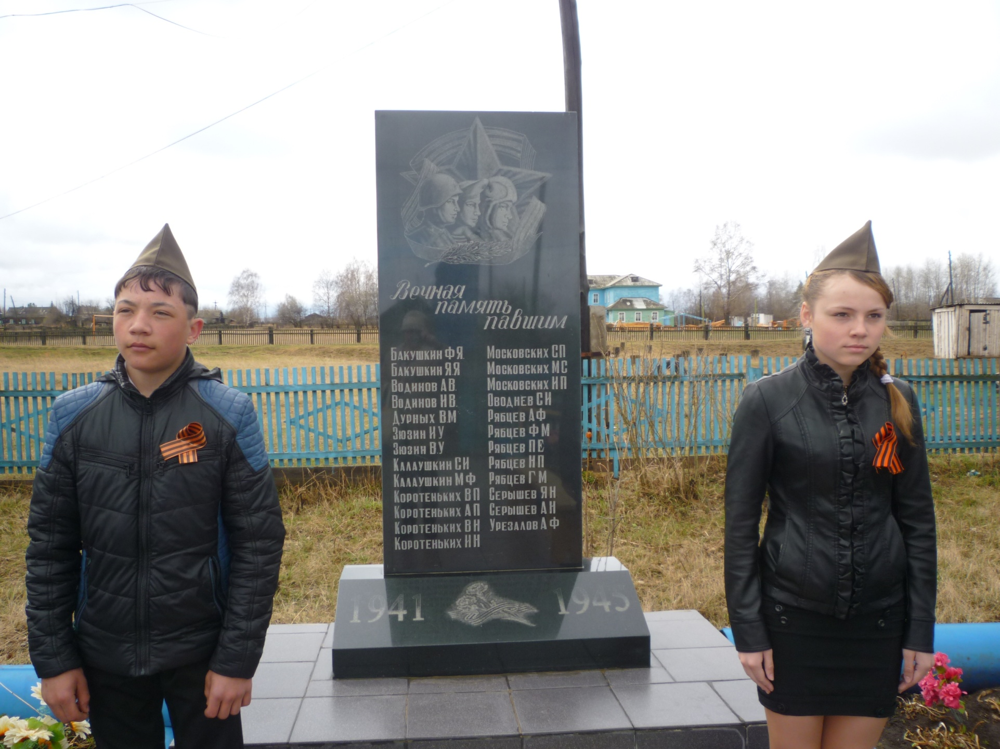 Вечная
память
павшим
Бакушкин Ф Я.
Бакушкин Я.Я
Водинов А В.
Водинов И В.
Дурных В.М
Зюзин И У
Зюзин В.У
Калаушкин С И
Калаушкин М Ф
Коротеньких В П
Коротеньких А П
Коротеньких В Н
Коротеньких И Н
Московских С П
Московских М С
Московских И П
Оводнев С И
Рябцев А Ф
Рябцев Ф М
Рябцев П Е
Рябцев Н П
Рябцев Г М
Серышев Я Н
Серышев А Н
Урезалов А Ф
1941 1945